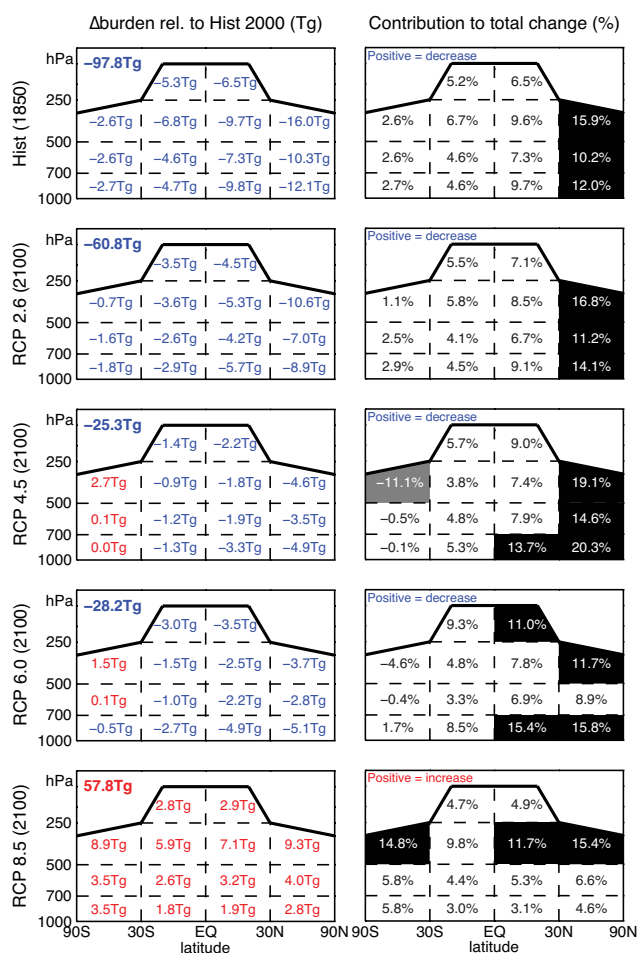 Δburden rel. to Hist 2000 (Tg) Contribution to total change (%)
Hist (1850)
hPa −97.8Tg Positive = decrease
−5.3Tg −6.5Tg 5.2% 6.5%
250 250
−2.6Tg −6.8Tg −9.7Tg −16.0Tg 2.6% 6.7% 9.6% 15.9%
500
−2.6Tg −4.6Tg −7.3Tg −10.3Tg 2.6% 4.6% 7.3% 10.2%
700
−2.7Tg −4.7Tg −9.8Tg −12.1Tg 2.7% 4.6% 9.7% 12.0%
1000
RCP 2.6 (2100)
hPa −60.8Tg Positive = decrease
−3.5Tg −4.5Tg 5.5% 7.1%
250
−0.7Tg −3.6Tg −5.3Tg −10.6Tg 1.1% 5.8% 8.5% 16.8%
500
−1.6Tg −2.6Tg −4.2Tg −7.0Tg 2.5% 4.1% 6.7% 11.2%
700
−1.8Tg −2.9Tg −5.7Tg −8.9Tg 2.9% 4.5% 9.1% 14.1%
1000
RCP 4.5 (2100)
hPa −25.3Tg Positive = decrease
−1.4Tg −2.2Tg 5.7% 9.0%
250
2.7Tg −0.9Tg −1.8Tg −4.6Tg −11.1% 3.8% 7.4% 19.1%
500
0.1Tg −1.2Tg −1.9Tg −3.5Tg −0.5% 4.8% 7.9% 14.6%
700
0.0Tg −1.3Tg −3.3Tg −4.9Tg −0.1% 5.3% 13.7% 20.3%
1000
RCP 6.0 (2100)
hPa −28.2Tg Positive = decrease
−3.0Tg −3.5Tg 9.3% 11.0%
250
1.5Tg −1.5Tg −2.5Tg −3.7Tg −4.6% 4.8% 7.8% 11.7%
500
0.1Tg −1.0Tg −2.2Tg −2.8Tg −0.4% 3.3% 6.9% 8.9%
700
−0.5Tg −2.7Tg −4.9Tg −5.1Tg 1.7% 8.5% 15.4% 15.8%
1000
RCP 8.5 (2100)
hPa 57.8Tg Positive = increase
2.8Tg 2.9Tg 4.7% 4.9%
250
8.9Tg 5.9Tg 7.1Tg 9.3Tg 14.8% 9.8% 11.7% 15.4%
500
3.5Tg 2.6Tg 3.2Tg 4.0Tg 5.8% 4.4% 5.3% 6.6%
700
3.5Tg 1.8Tg 1.9Tg 2.8Tg 5.8% 3.0% 3.1% 4.6%
1000
90S 30S EQ 30N 90N 90S 30S EQ 30N 90N
latitude latitude